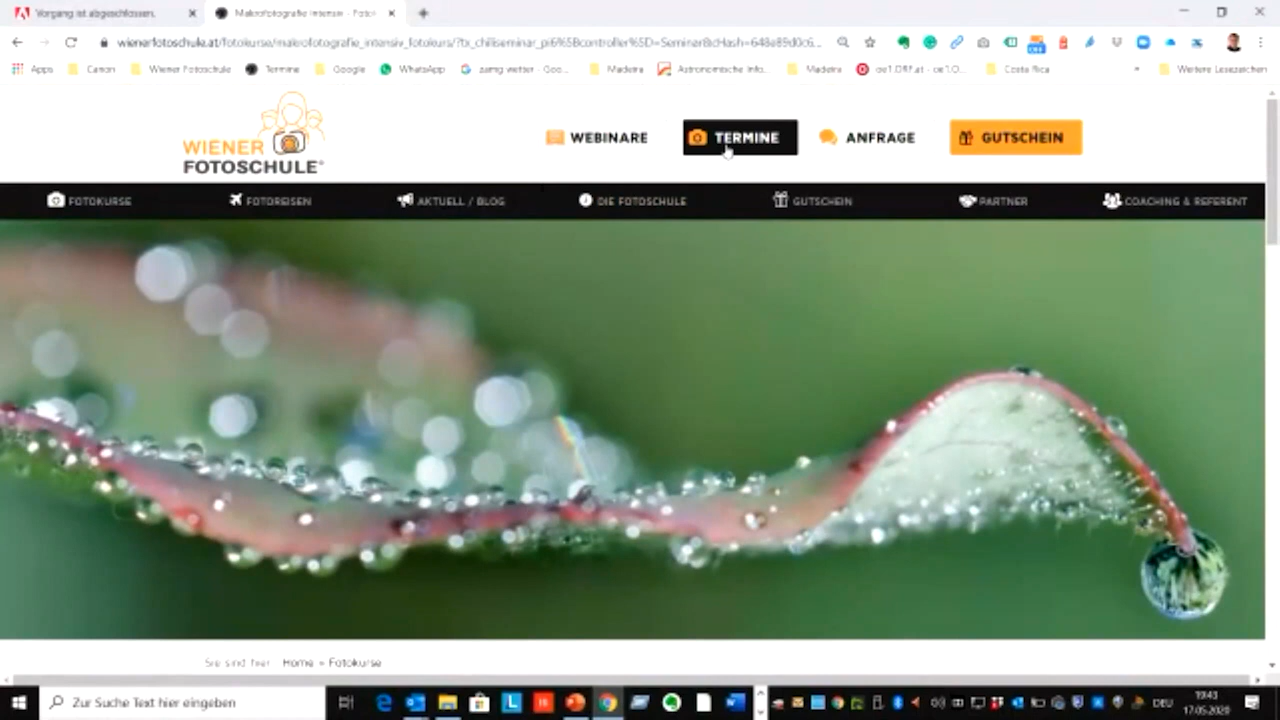 Vorgang ist abgeschlossen.
Makrofotografie Intensiv - Foto
wienerfotoschule.at/fotokurse/makrofotografie_intensiv_fotokurs/?tx_chiliseminar_pi6%5Bcontroller%5D=Seminar&cHash=648e89d0c6...
Apps
Canon
Wiener Fotoschule
Termine
Google
WhatsApp
zamg wetter - Goo...
Madeira
Astronomische Info...
Madeira
oe1.ORF.at - oe1.O...
Costa Rica
»
Weitere Lesezeichen
WIENER
FOTOSCHULE®
WEBINARE
TERMINE
ANFRAGE
GUTSCHEIN
FOTOKURSE
FOTOREISEN
AKTUELL / BLOG
DIE FOTOSCHULE
GUTSCHEIN
PARTNER
COACHING & REFERENT
Sie sind hier: Home » Fotokurse
Zur Suche Text hier eingeben
DEU
19:43
17.05.2020